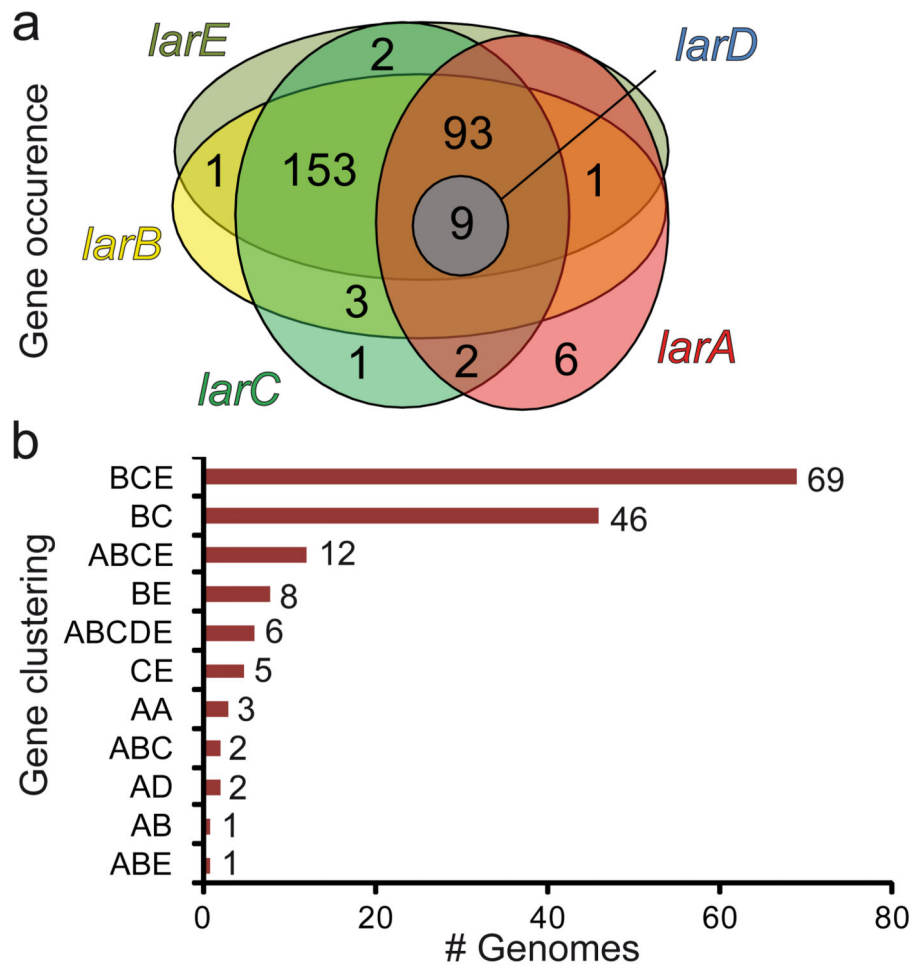 a
larE
larD
2
93
1
153
1
9
larB
3
larA
1
2
6
larC
Gene occurence
b
BCE
69
BC
46
ABCE
12
BE
8
ABCDE
6
CE
5
AA
3
ABC
2
AD
2
AB
1
ABE
1
Gene clustering
0
20
40
60
80
# Genomes